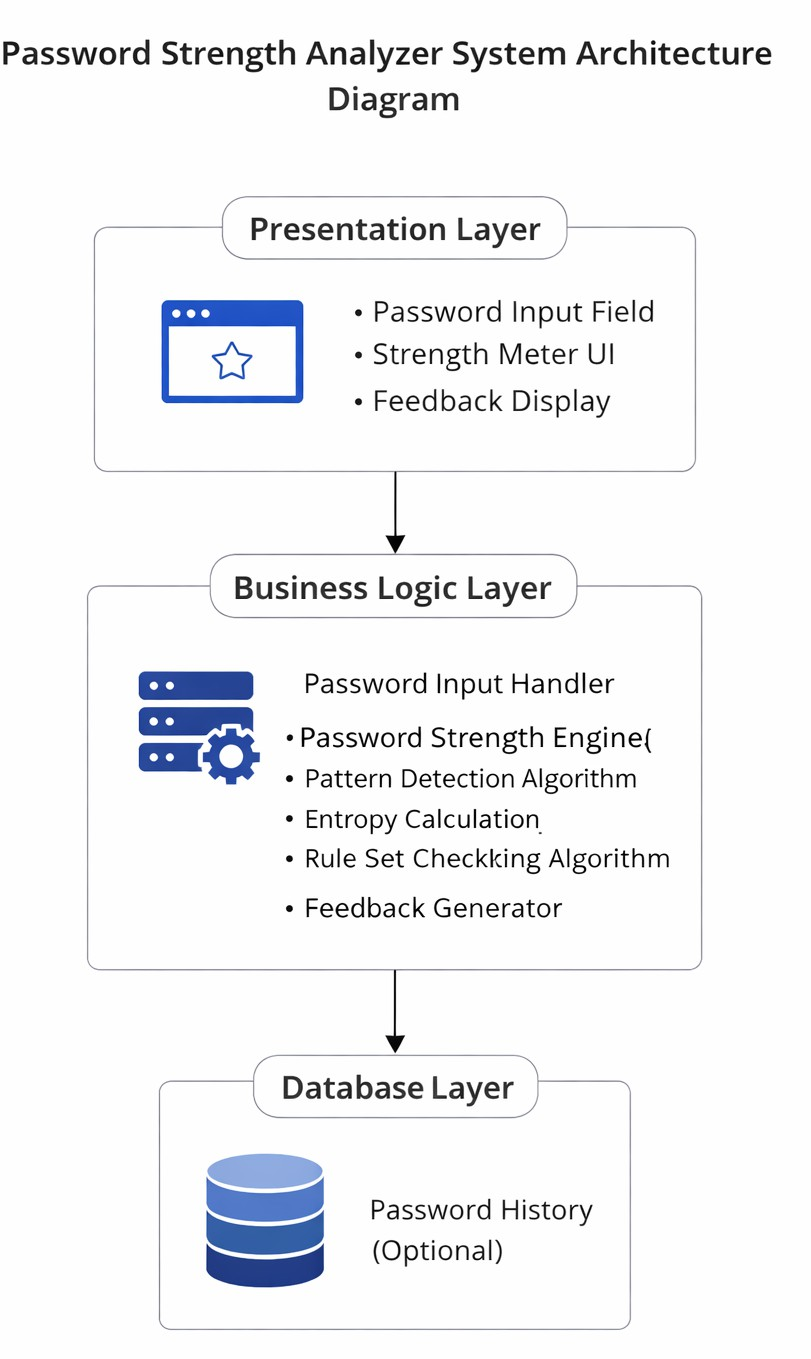 Password Strength Analyzer System Architecture
Diagram
Presentation Layer
• Password Input Field
• Strength Meter UI
• Feedback Display
Business Logic Layer
Password Input Handler
• Password Strength Engine(
• Pattern Detection Algorithm
• Entropy Calculation.
• Rule Set Checkking Algorithm
• Feedback Generator
Database Layer
Password History
(Optional)